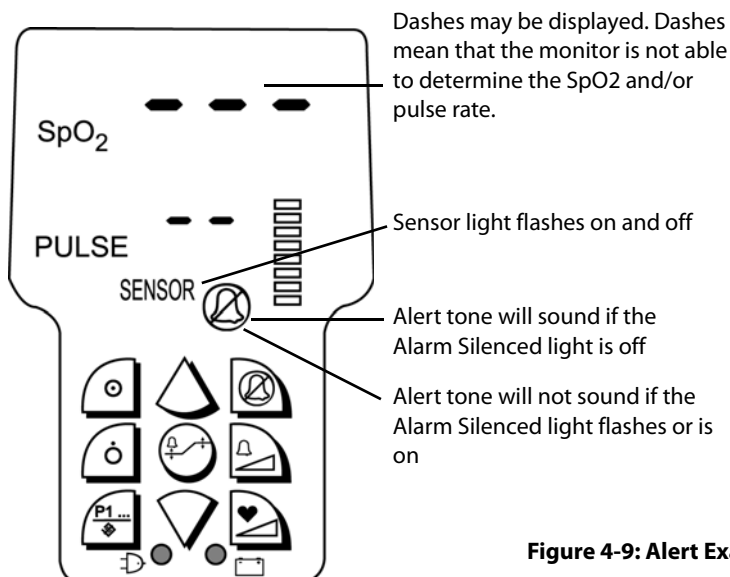 Dashes may be displayed. Dashes
mean that the monitor is not able
to determine the SpO2 and/or
pulse rate.
SpO₂
Sensor light flashes on and off
PULSE
SENSOR
Alert tone will sound if the
Alarm Silenced light is off
Alert tone will not sound if the
Alarm Silenced light flashes or is
on
P1 ...
Figure 4-9: Alert Exa